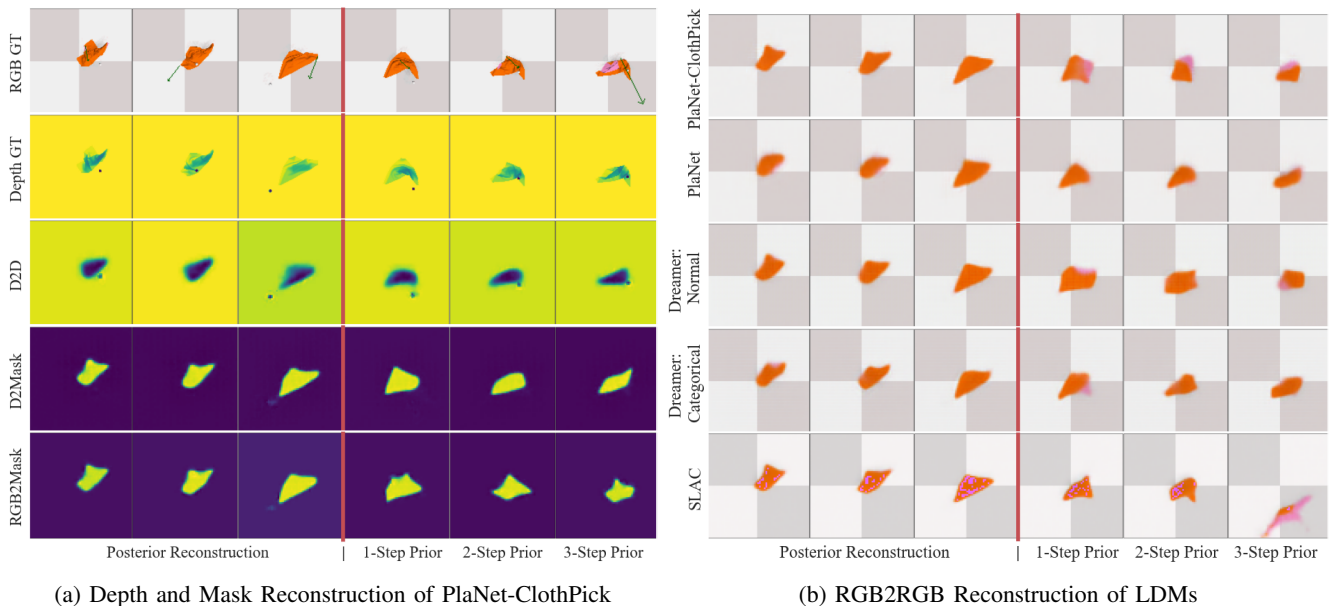 RGB GT
Depth GT
D2D
D2Mask
RGB2Mask
Posterior Reconstruction | 1-Step Prior 2-Step Prior 3-Step Prior
(a) Depth and Mask Reconstruction of PlaNet-ClothPick
PlaNet-ClothPick
PlaNet
Dreamer:
Normal
Dreamer:
Categorical
SLAC
Posterior Reconstruction | 1-Step Prior 2-Step Prior 3-Step Prior
(b) RGB2RGB Reconstruction of LDMs